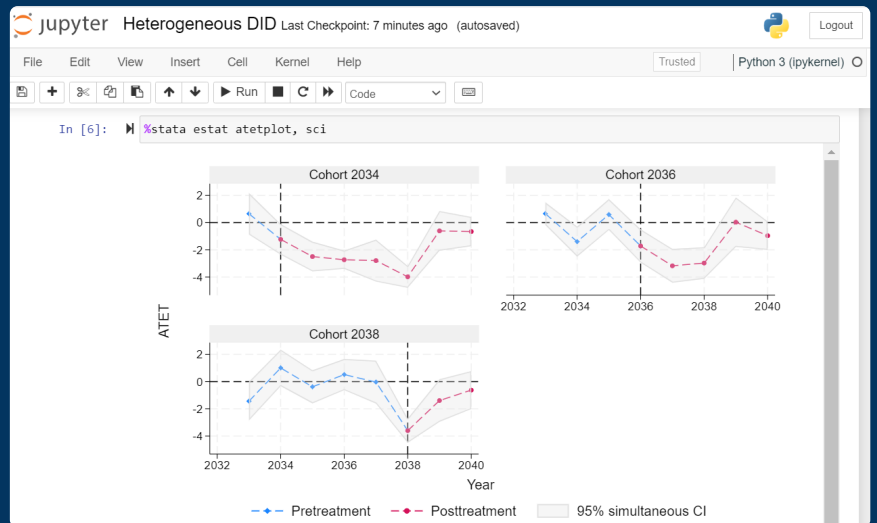 jupyter Heterogeneous DID Last Checkpoint: 7 minutes ago (autosaved)
Logout
File Edit View Insert Cell Kernel Help
Trusted Python 3 (ipykernel)
Run Code
In [6]: %stata estat atetplot, sci
Cohort 2034 Cohort 2036
2
0
-2
-4
2032 2034 2036 2038 2040
ATET
Cohort 2038
2
0
-2
-4
2032 2034 2036 2038 2040
Year
Pretreatment Posttreatment 95% simultaneous CI